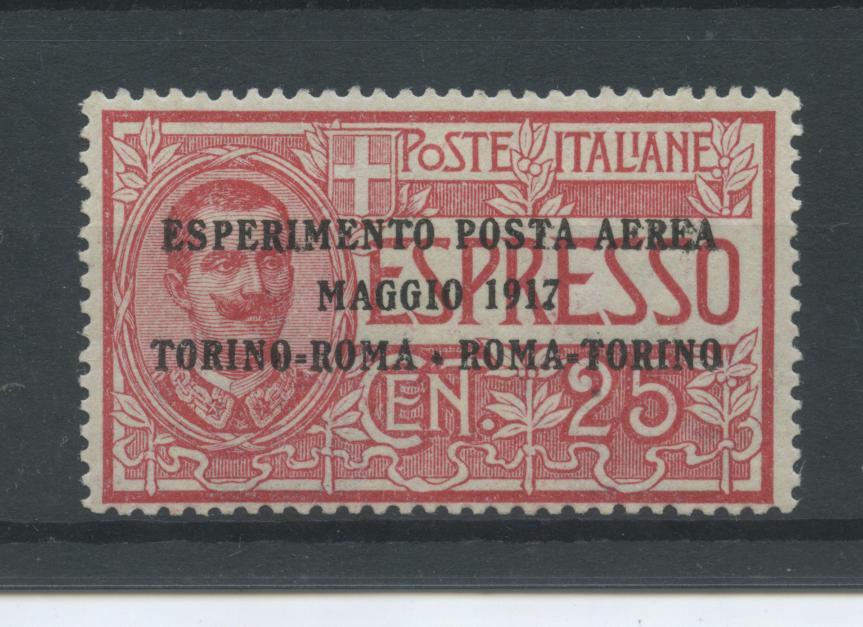 POSTE ITALIANE
ESPERIMENTO POSTA AEREA
ESPRESSO
MAGGIO 1917
TORINO=ROMA • ROMA=TORINO
CEN. 25